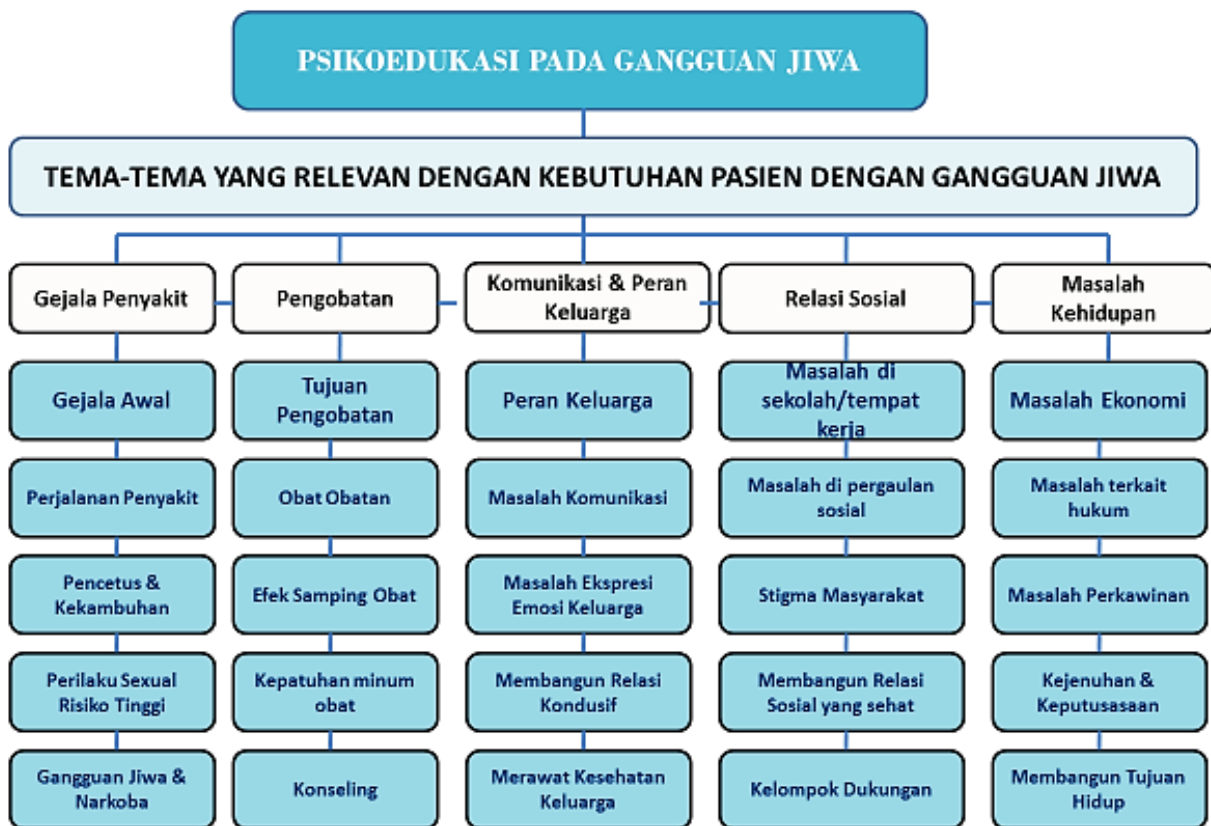 PSIKOEDUKASI PADA GANGGUAN JIWA
TEMA-TEMA YANG RELEVAN DENGAN KEBUTUHAN PASIEN DENGAN GANGGUAN JIWA
Gejala Penyakit
Gejala Awal
Perjalanan Penyakit
Pencetus &
Kekambuhan
Perilaku Sexual
Risiko Tinggi
Gangguan Jiwa &
Narkoba
Pengobatan
Tujuan
Pengobatan
Obat Obatan
Efek Samping Obat
Kepatuhan minum
obat
Konseling
Komunikasi & Peran
Keluarga
Peran Keluarga
Masalah Komunikasi
Masalah Ekspresi
Emosi Keluarga
Membangun Relasi
Kondusif
Merawat Kesehatan
Keluarga
Relasi Sosial
Masalah di
sekolah/tempat
kerja
Masalah di pergaulan
sosial
Stigma Masyarakat
Membangun Relasi
Sosial yang sehat
Kelompok Dukungan
Masalah
Kehidupan
Masalah Ekonomi
Masalah terkait
hukum
Masalah Perkawinan
Kejenuhan &
Keputusasaan
Membangun Tujuan
Hidup